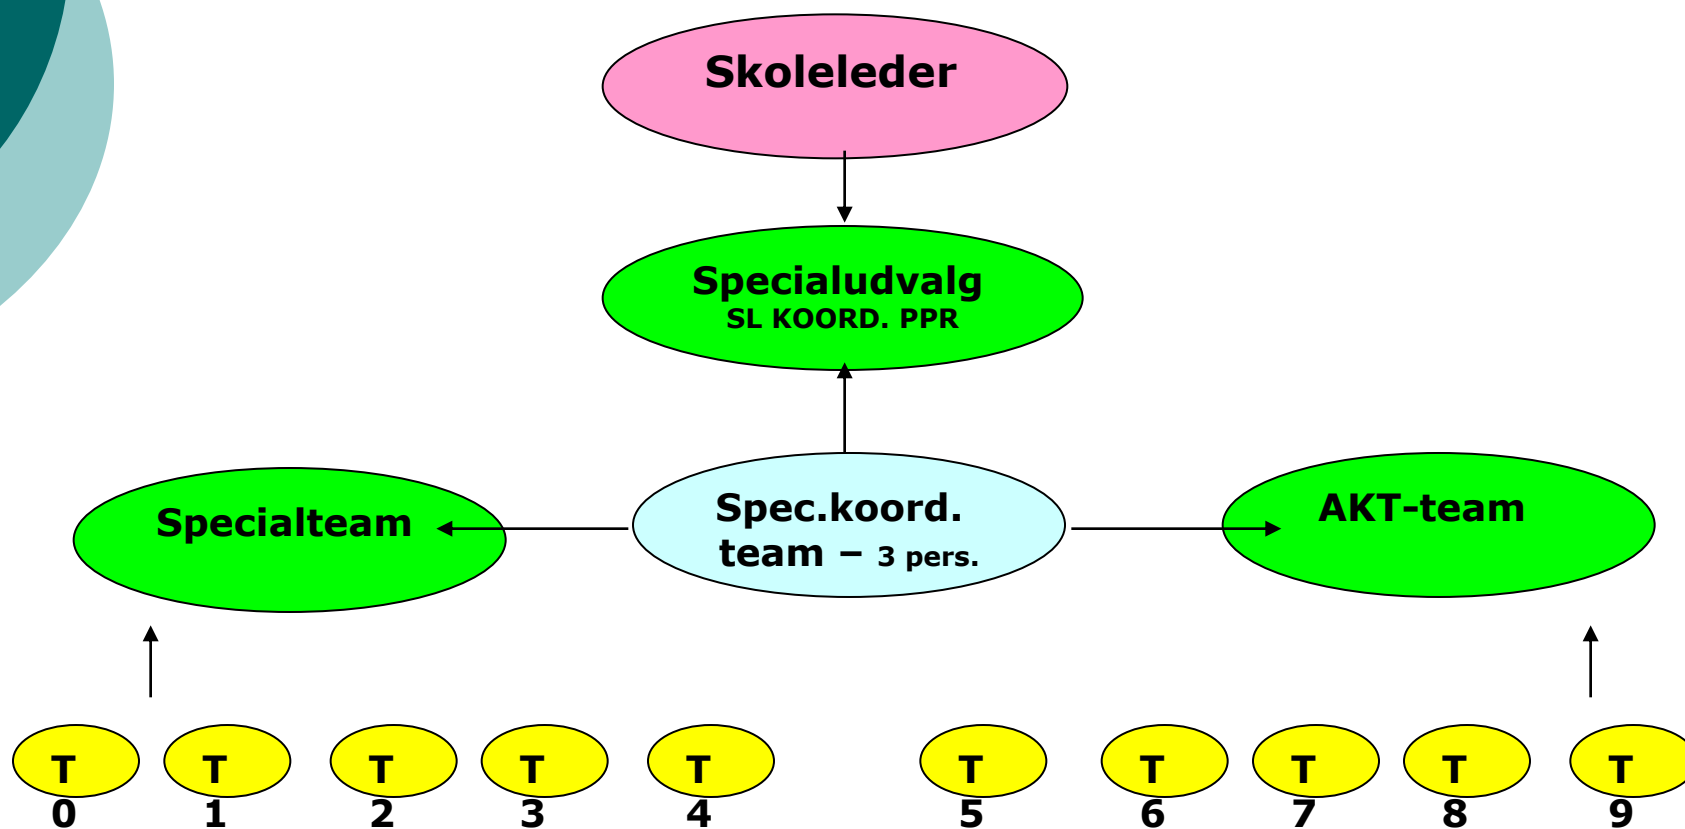 Skoleleder
Specialudvalg
SL KOORD. PPR
Specialteam
Spec.koord.
team – 3 pers.
AKT-team
T T T T T T T T T T
0 1 2 3 4 5 6 7 8 9